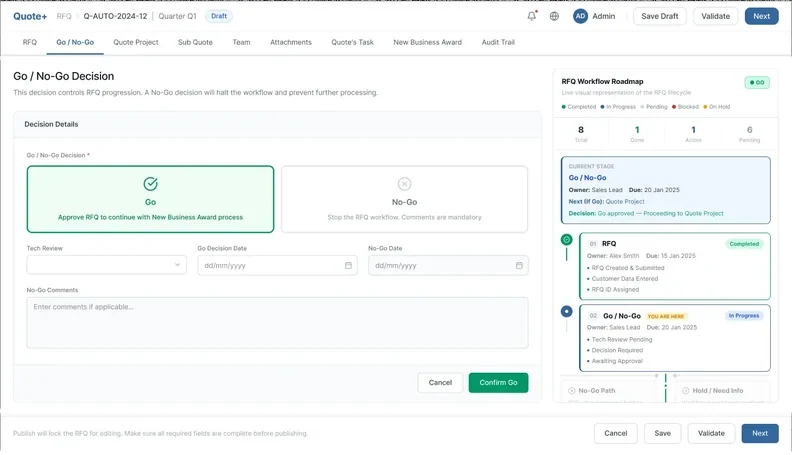 Quote+ RFQ > Q-AUTO-2024-12 | Quarter Q1 Draft
AD Admin Save Draft Validate Next
RFQ Go / No-Go Quote Project Sub Quote Team Attachments Quote's Task New Business Award Audit Trail
Go / No-Go Decision
This decision controls RFQ progression. A No-Go decision will halt the workflow and prevent further processing.
Decision Details
Go / No-Go Decision *
Go
Approve RFQ to continue with New Business Award process
No-Go
Stop the RFQ workflow. Comments are mandatory.
Tech Review
Go Decision Date
dd/mm/yyyy
No-Go Date
dd/mm/yyyy
No-Go Comments
Enter comments if applicable...
Cancel Confirm Go
RFQ Workflow Roadmap
GO
Live visual representation of the RFQ lifecycle
Completed In Progress Pending Blocked On Hold
8 1 1 6
Total Done Active Pending
CURRENT STAGE
Go / No-Go
Owner: Sales Lead Due: 20 Jan 2025
Next (if Go): Quote Project
Decision: Go approved — Proceeding to Quote Project
01 RFQ Completed
Owner: Alex Smith Due: 15 Jan 2025
• RFQ Created & Submitted
• Customer Data Entered
• RFQ ID Assigned
02 Go / No-Go YOU ARE HERE In Progress
Owner: Sales Lead Due: 20 Jan 2025
• Tech Review Pending
• Decision Required
• Awaiting Approval
No-Go Path Hold / Need Info
Publish will lock the RFQ for editing. Make sure all required fields are complete before publishing.
Cancel Save Validate Next